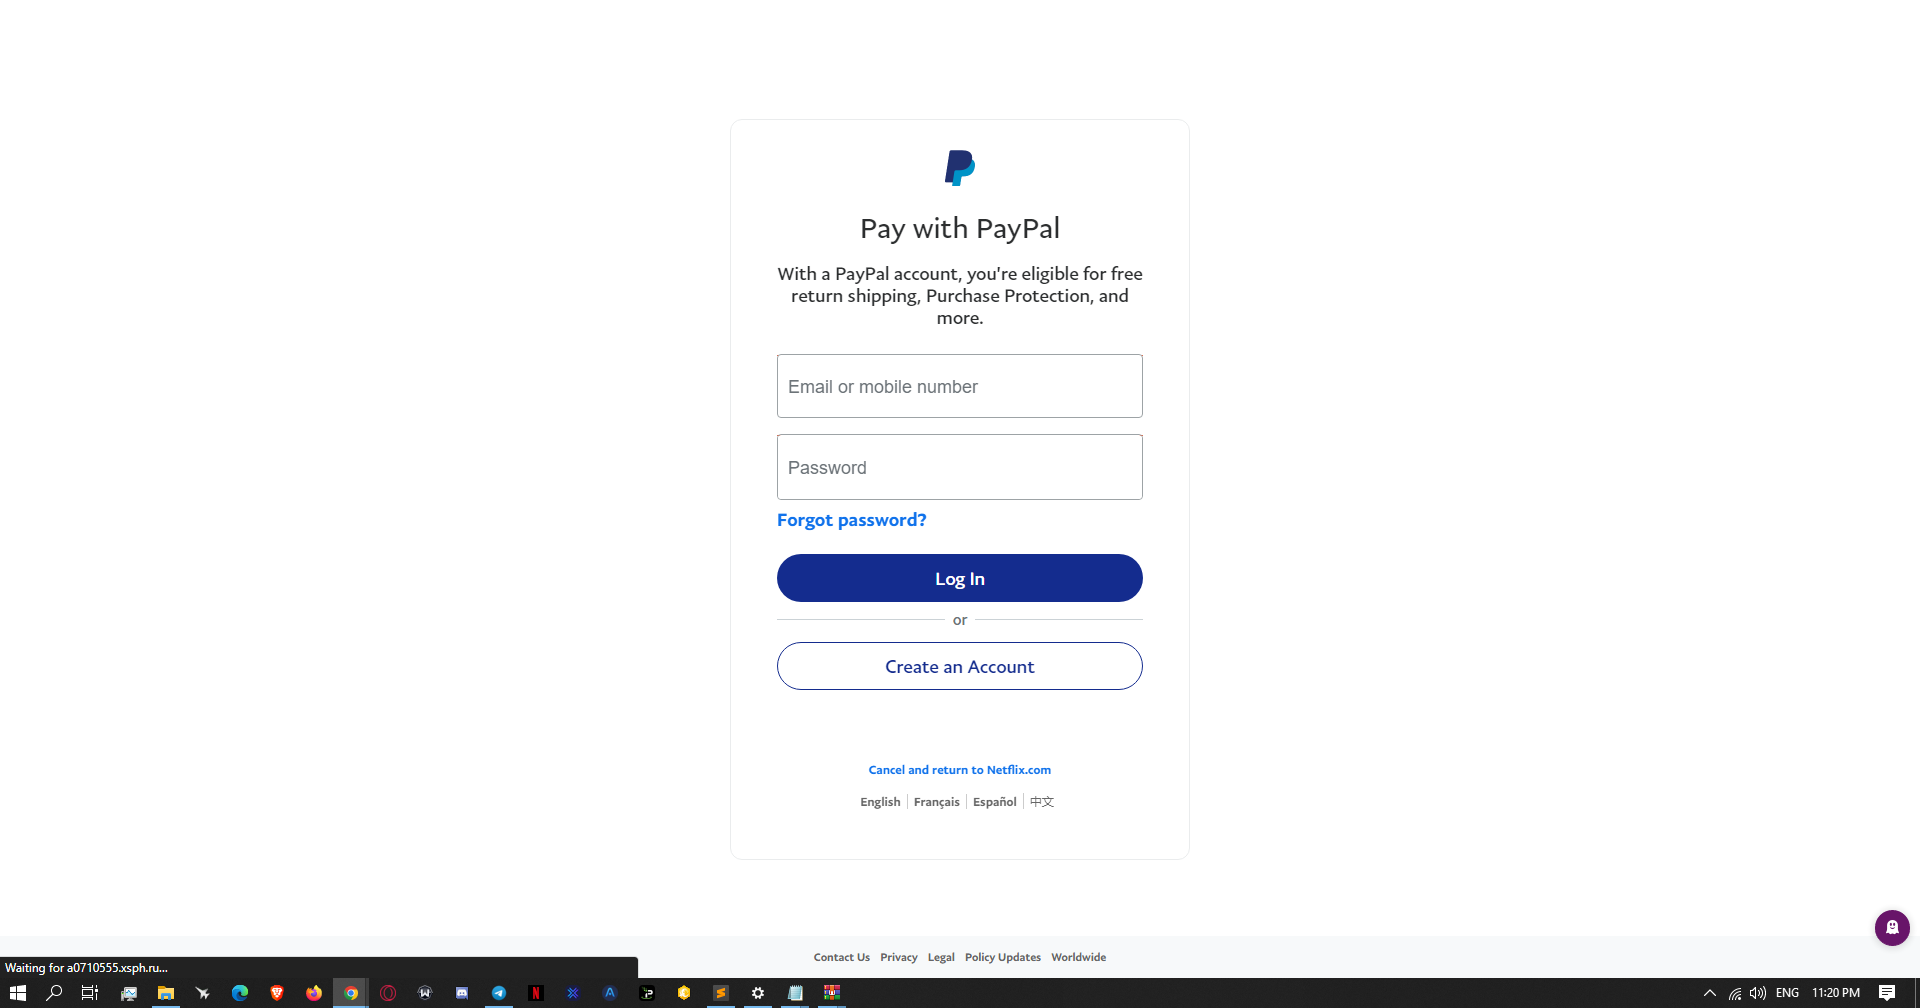 Pay with PayPal
With a PayPal account, you're eligible for free
return shipping, Purchase Protection, and
more.
Email or mobile number
Password
Forgot password?
Log In
or
Create an Account
Cancel and return to Netflix.com
English Français Español 中文
Contact Us Privacy Legal Policy Updates Worldwide
Waiting for a0710555.xsph.ru...
ENG 11:20 PM